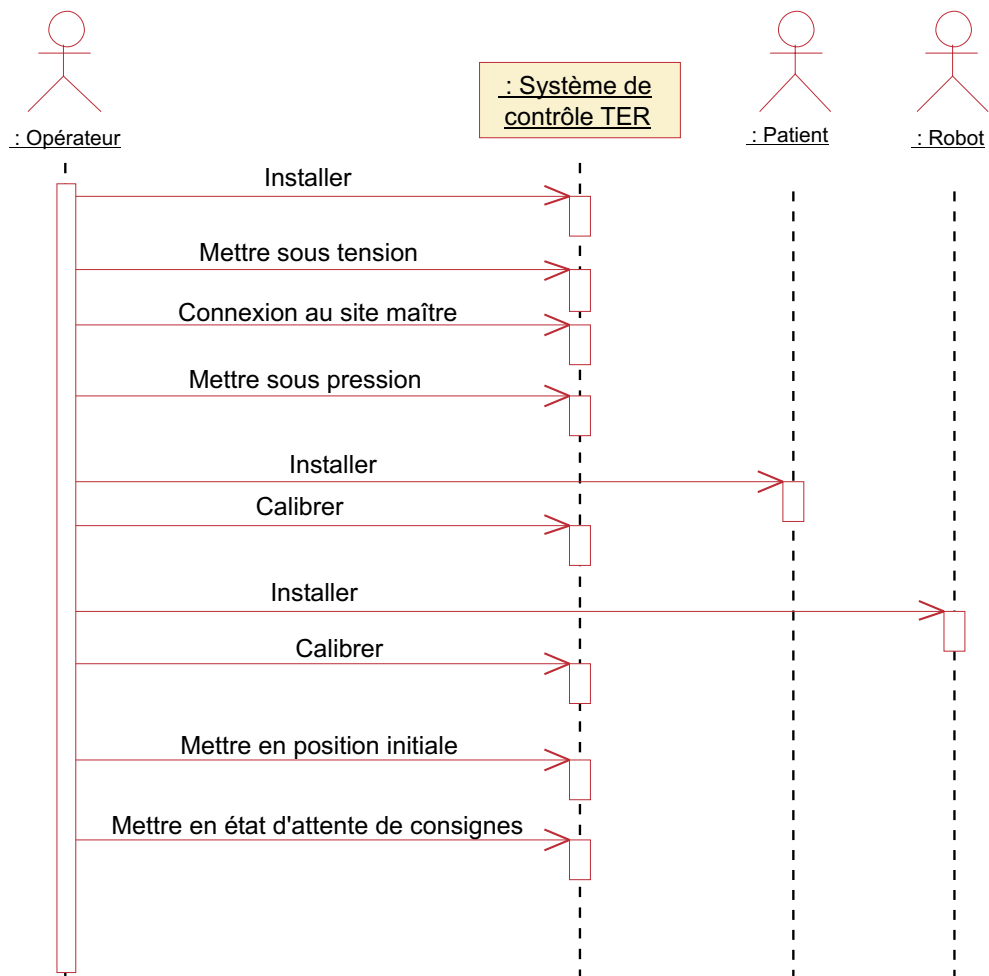 : Opérateur
: Système de
contrôle TER
: Patient
: Robot
Installer
Mettre sous tension
Connexion au site maître
Mettre sous pression
Installer
Calibrer
Installer
Calibrer
Mettre en position initiale
Mettre en état d'attente de consignes